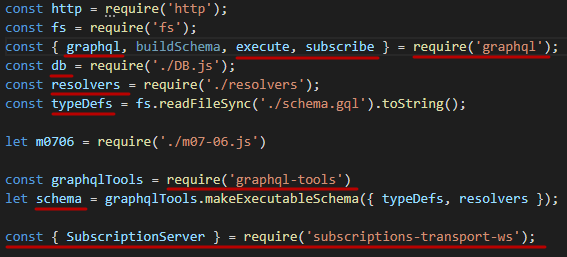 const http = require('http');
const fs = require('fs');
const { graphql, buildSchema, execute, subscribe } = require('graphql');
const db = require('./DB.js');
const resolvers = require('./resolvers');
const typeDefs = fs.readFileSync('./schema.gql').toString();
let m0706 = require('./m07-06.js')
const graphqlTools = require('graphql-tools')
let schema = graphqlTools.makeExecutableSchema({ typeDefs, resolvers });
const { SubscriptionServer } = require('subscriptions-transport-ws');